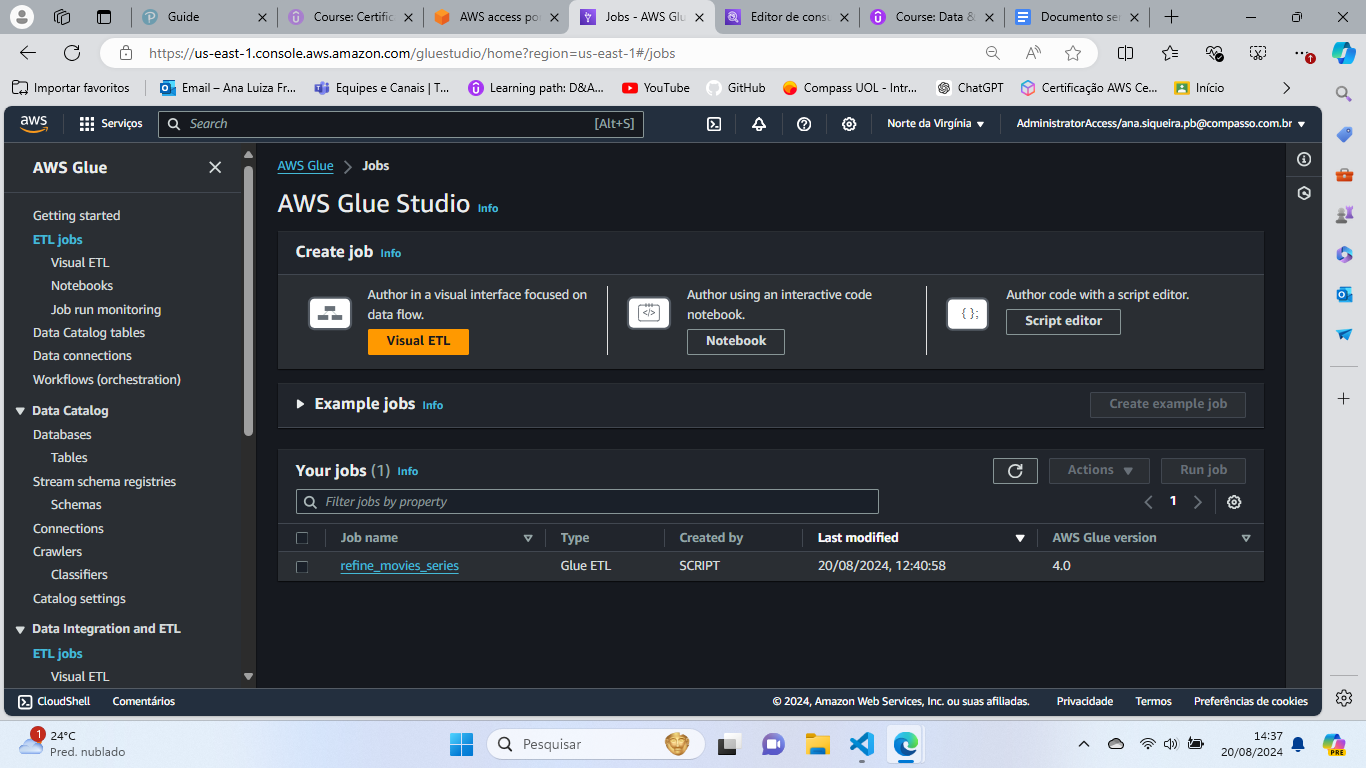 Guide
Course: Certific
AWS access por
Jobs - AWS Glu
Editor de consu
Course: Data &
Documento se
https://us-east-1.console.aws.amazon.com/gluestudio/home?region=us-east-1#/jobs
Importar favoritos
Email – Ana Luiza Fr...
Equipes e Canais | T...
Learning path: D&A...
YouTube
GitHub
Compass UOL - Intr...
ChatGPT
Certificação AWS Ce...
Início
aws
Serviços
Search
[Alt+S]
Norte da Virgínia
AdministratorAccess/ana.siqueira.pb@compasso.com.br
AWS Glue
Getting started
ETL jobs
Visual ETL
Notebooks
Job run monitoring
Data Catalog tables
Data connections
Workflows (orchestration)
Data Catalog
Databases
Tables
Stream schema registries
Schemas
Connections
Crawlers
Classifiers
Catalog settings
Data Integration and ETL
ETL jobs
Visual ETL
AWS Glue
Jobs
AWS Glue Studio Info
Create job Info
Author in a visual interface focused on
data flow.
Visual ETL
Author using an interactive code
notebook.
Notebook
Author code with a script editor.
Script editor
Example jobs Info
Create example job
Your jobs (1) Info
Actions
Run job
Filter jobs by property
1
Job name
Type
Created by
Last modified
AWS Glue version
refine_movies_series
Glue ETL
SCRIPT
20/08/2024, 12:40:58
4.0
CloudShell
Comentários
© 2024, Amazon Web Services, Inc. ou suas afiliadas.
Privacidade
Termos
Preferências de cookies
1
24°C
Pred. nublado
Pesquisar
14:37
20/08/2024
PRE